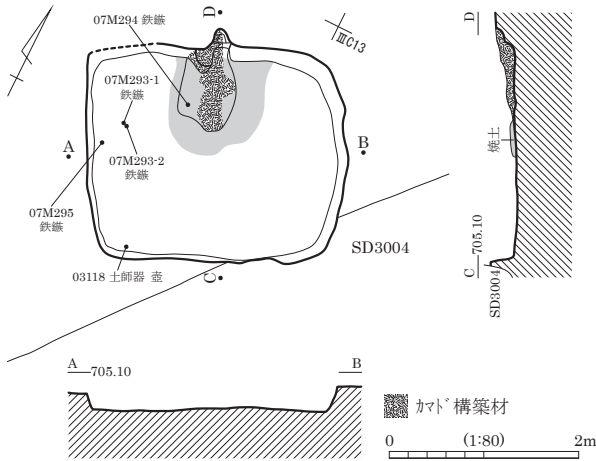 D
ⅢC13
07M294 鉄鏃
07M293-1
鉄鏃
A
B
07M293-2
鉄鏃
07M295
鉄鏃
03118 土師器 壺
C
SD3004
D
焼土
C
705.10
SD3004
A
705.10
B
カマド構築材
0
(1:80)
2m